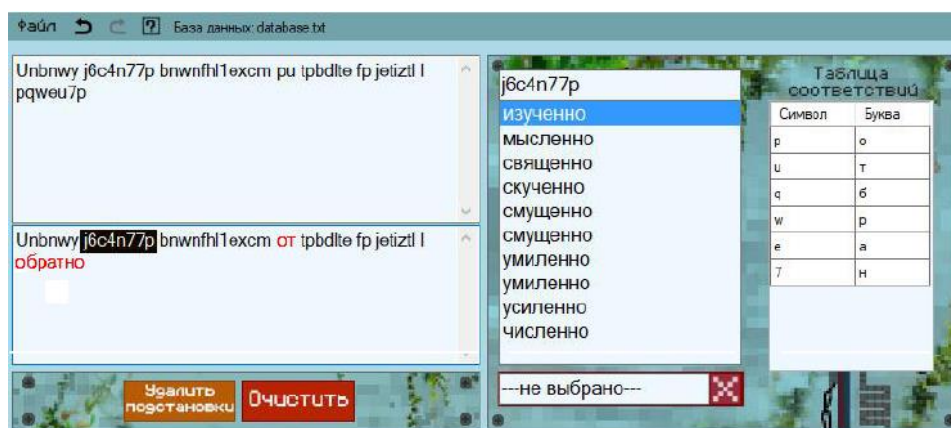 Файл База данных: database.txt
Unbnwy j6c4n77p bnwnfhl1excm pu tpbdlte fp jetiztl l
pqweu7p
Unbnwy j6c4n77p bnwnfhl1excm от tpbdlte fp jetiztl l
обратно
Удалить
подстановки
Очистить
j6c4n77p
изученно
мысленно
священно
скученно
смущенно
смущенно
умиленно
умиленно
усиленно
численно
---не выбрано---
Таблица
соответствий
Символ Буква
p о
u т
q б
w р
e а
7 н